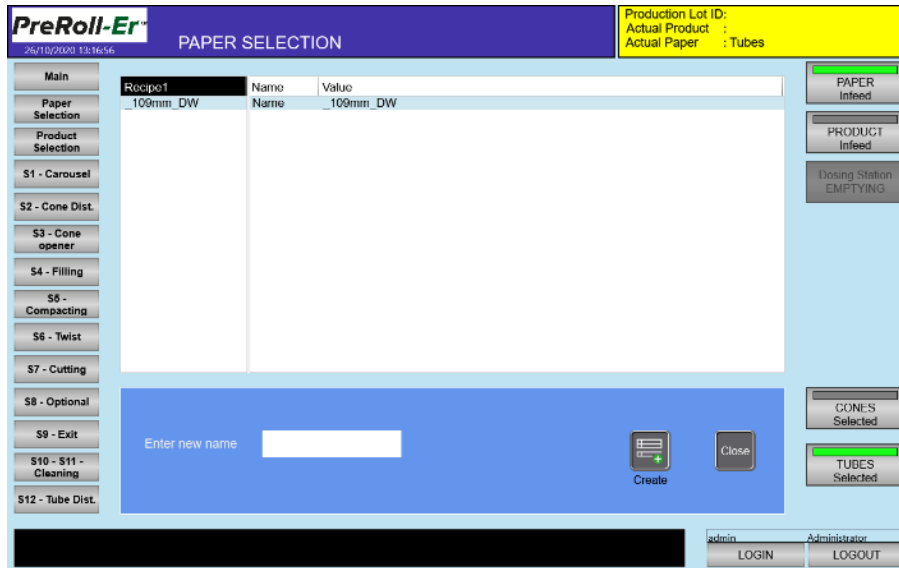 PreRoll-Er™
26/10/2020 13:16:56
PAPER SELECTION
Production Lot ID:
Actual Product :
Actual Paper : Tubes
Main
Paper
Selection
Product
Selection
S1 - Carousel
S2 - Cone Dist.
S3 - Cone
opener
S4 - Filling
S5 -
Compacting
S6 - Twist
S7 - Cutting
S8 - Optional
S9 - Exit
S10 - S11 -
Cleaning
S12 - Tube Dist.
Recipe1 Name Value
_109mm_DW Name _109mm_DW
Enter new name
Create
Close
PAPER
Infeed
PRODUCT
Infeed
Dosing Station
EMPTYING
CONES
Selected
TUBES
Selected
admin Administrator
LOGIN LOGOUT